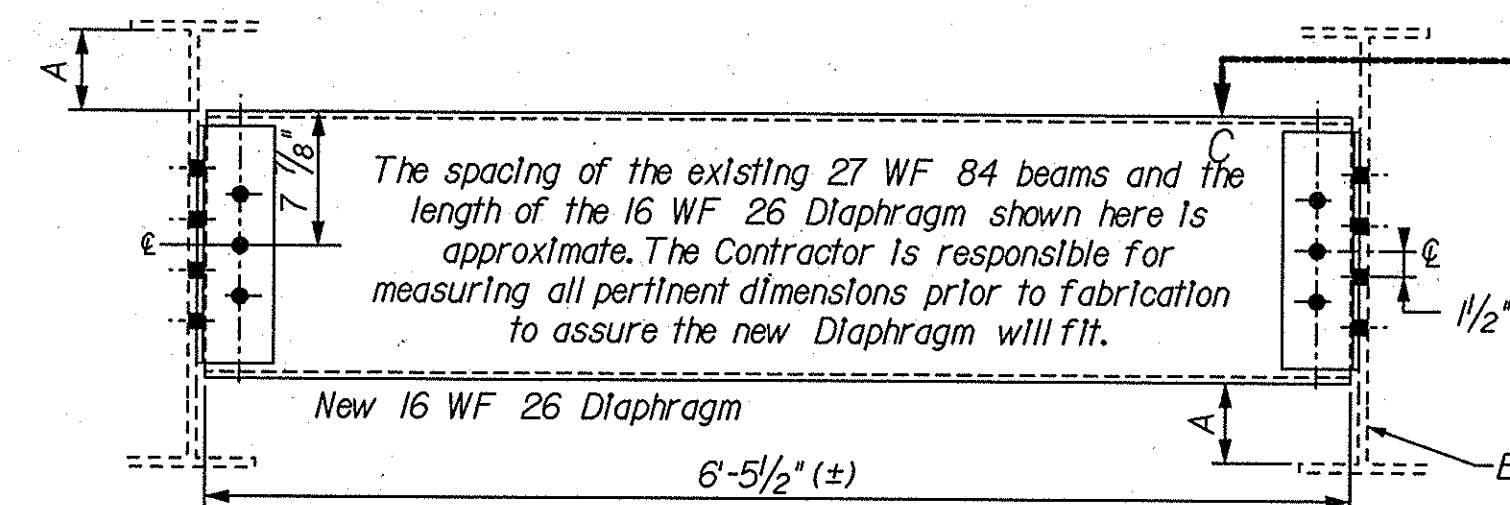 A
7 7/8"
C
The spacing of the existing 27 WF 84 beams and the
length of the 16 WF 26 Diaphragm shown here is
approximate. The Contractor is responsible for
measuring all pertinent dimensions prior to fabrication
to assure the new Diaphragm will fit.
℄
℄
1 1/2"
New 16 WF 26 Diaphragm
A
6'-5 1/2" (±)
E